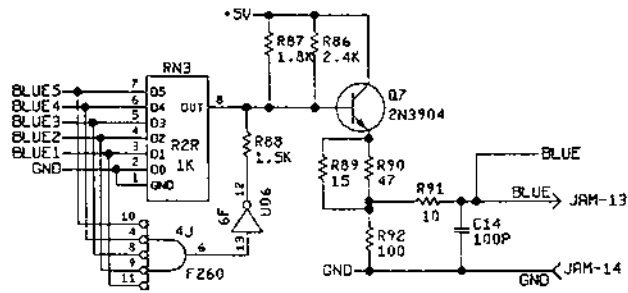 +5V
R87
1.8K
R86
2.4K
RN3
Q7
2N3904
BLUE5
BLUE4
BLUE3
BLUE2
BLUE1
GND
7
6
5
4
3
2
1
D5
D4
D3
D2
D1
D0
GND
OUT
R2R
1K
8
R88
1.5K
R89
15
R90
47
R91
10
BLUE
BLUE
JAM-13
12
6F
U06
13
10
4
8
9
11
4J
6
F260
R92
100
C14
100P
GND
GND
JAM-14